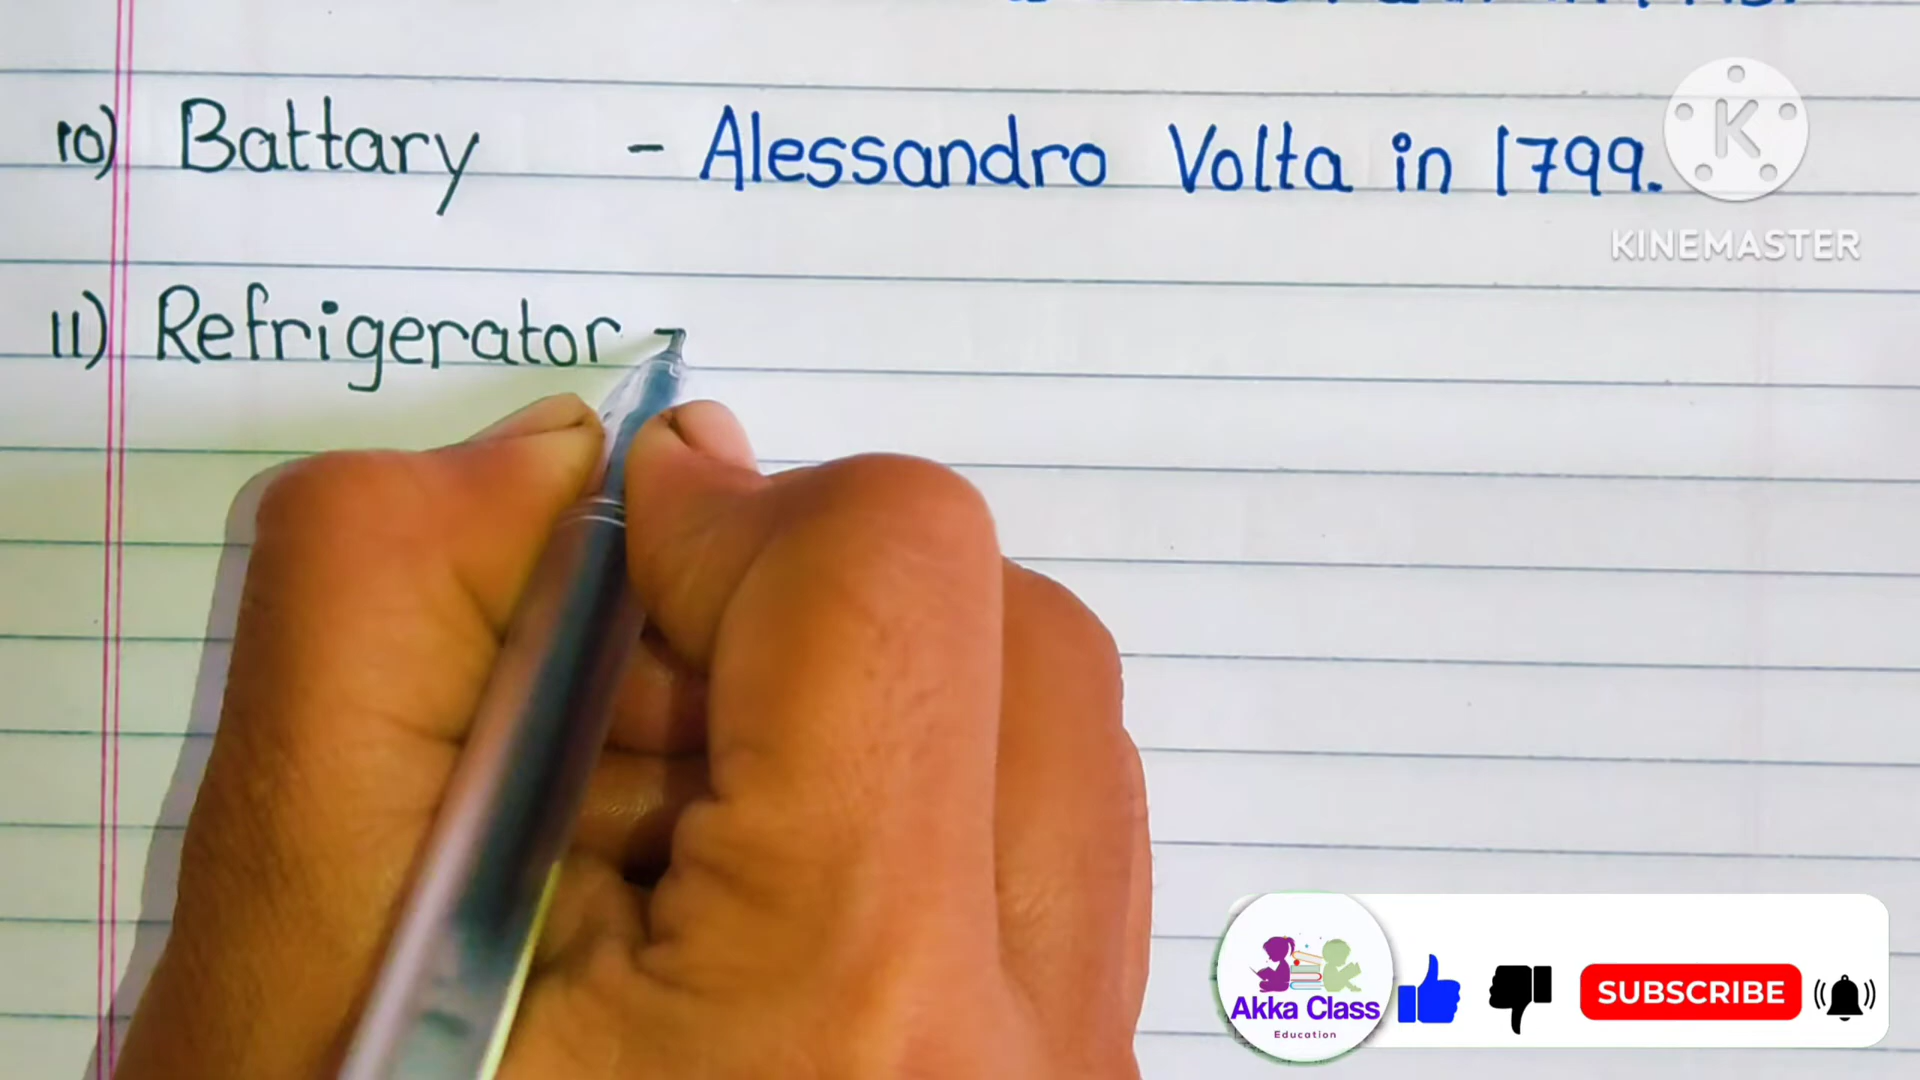 10) Battary - Alessandro Volta in 1799.
KINEMASTER
11) Refrigerator -
Akka Class
Education
SUBSCRIBE